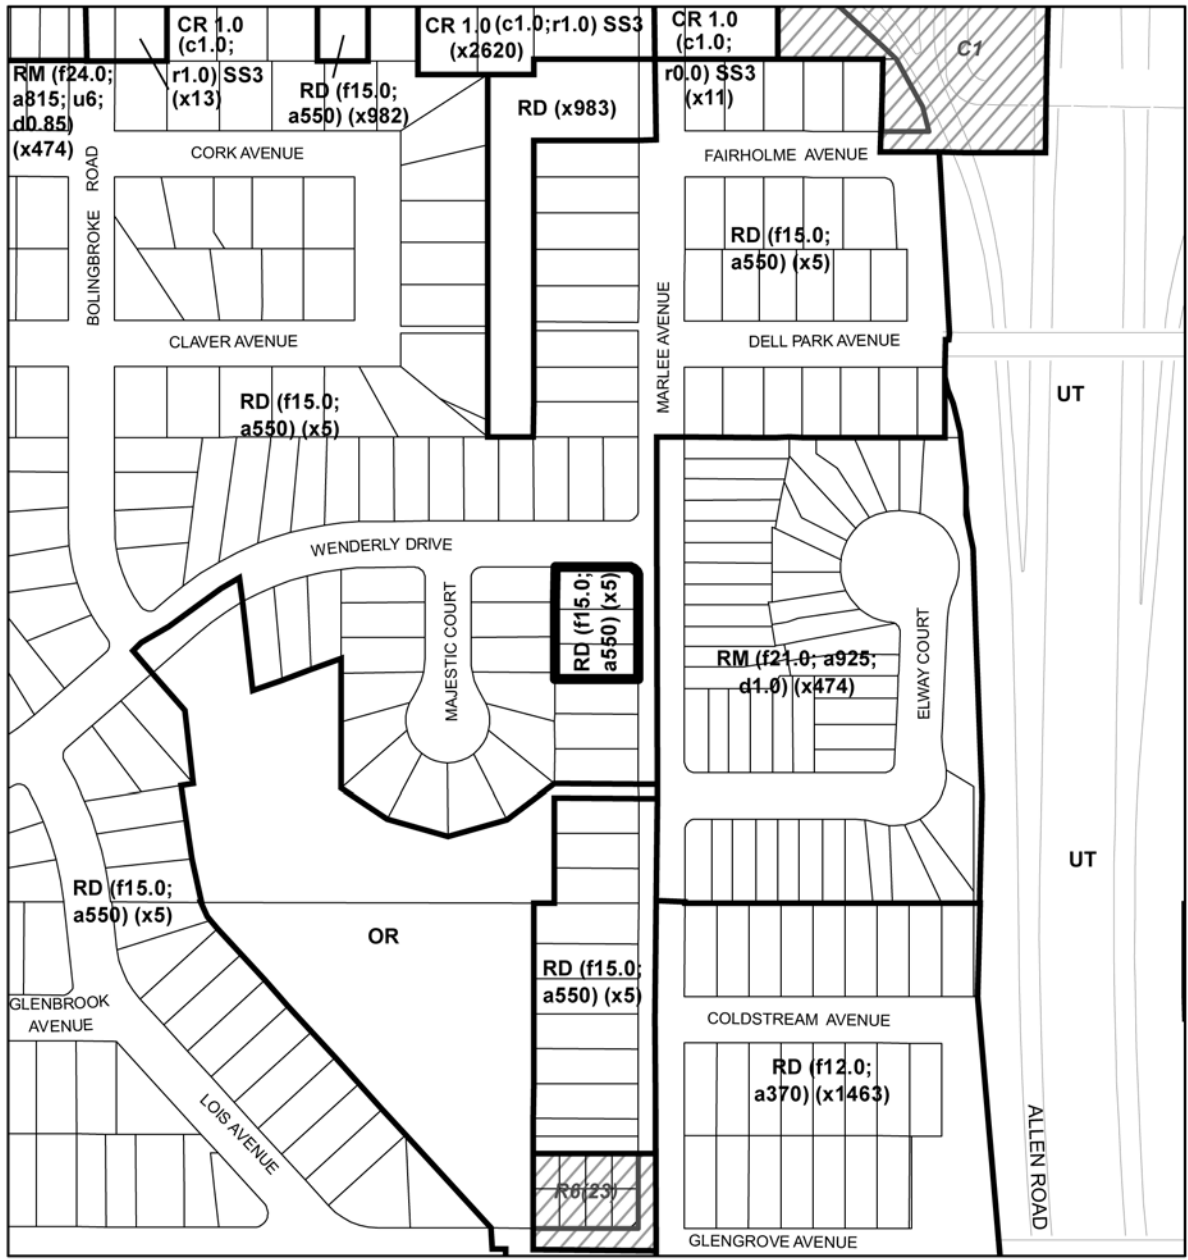 CR 1.0
(c1.0;
r1.0) SS3
(x13)
CR 1.0 (c1.0;r1.0) SS3
(x2620)
CR 1.0
(c1.0;
r0.0) SS3
(x11)
C1
RM (f24.0;
a815; u6;
d0.85)
(x474)
RD (f15.0;
a550) (x982)
RD (x983)
CORK AVENUE
FAIRHOLME AVENUE
BOLINGBROKE ROAD
RD (f15.0;
a550) (x5)
MARLEE AVENUE
CLAVER AVENUE
DELL PARK AVENUE
UT
RD (f15.0;
a550) (x5)
WENDERLY DRIVE
MAJESTIC COURT
RD (f15.0;
a550) (x5)
ELWAY COURT
RM (f21.0; a925;
d1.0) (x474)
UT
RD (f15.0;
a550) (x5)
OR
RD (f15.0;
a550) (x5)
GLENBROOK
AVENUE
COLDSTREAM AVENUE
RD (f12.0;
a370) (x1463)
LOIS AVENUE
ALLEN ROAD
R6(23)
GLENGROVE AVENUE